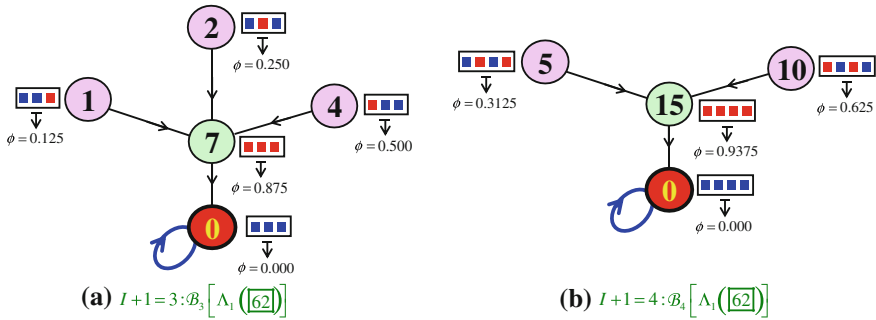 2
φ = 0.250
1
φ = 0.125
4
φ = 0.500
7
φ = 0.875
0
φ = 0.000
(a) I + 1 = 3 : ℬ₃[Λ₁(62)]
5
φ = 0.3125
10
φ = 0.625
15
φ = 0.9375
0
φ = 0.000
(b) I + 1 = 4 : ℬ₄[Λ₁(62)]